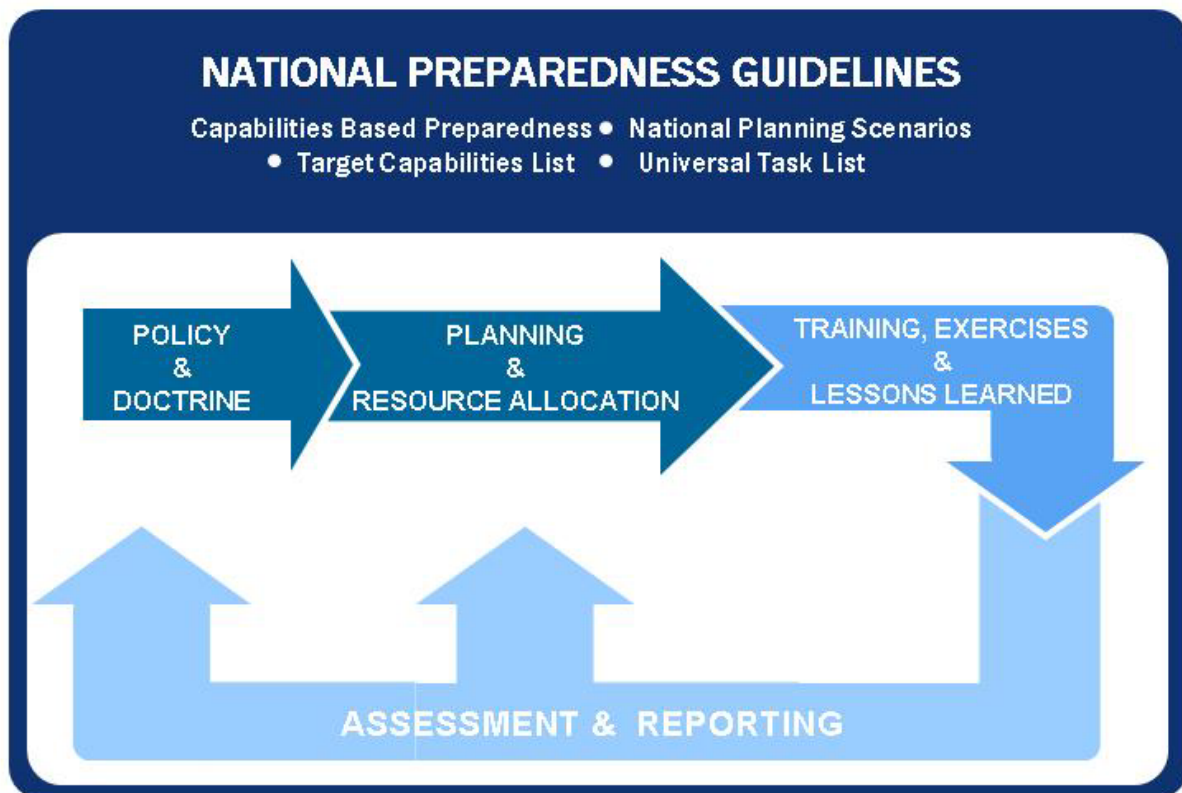 NATIONAL PREPAREDNESS GUIDELINES
Capabilities Based Preparedness • National Planning Scenarios
• Target Capabilities List • Universal Task List
POLICY
&
DOCTRINE
PLANNING
&
RESOURCE ALLOCATION
TRAINING, EXERCISES
&
LESSONS LEARNED
ASSESSMENT & REPORTING